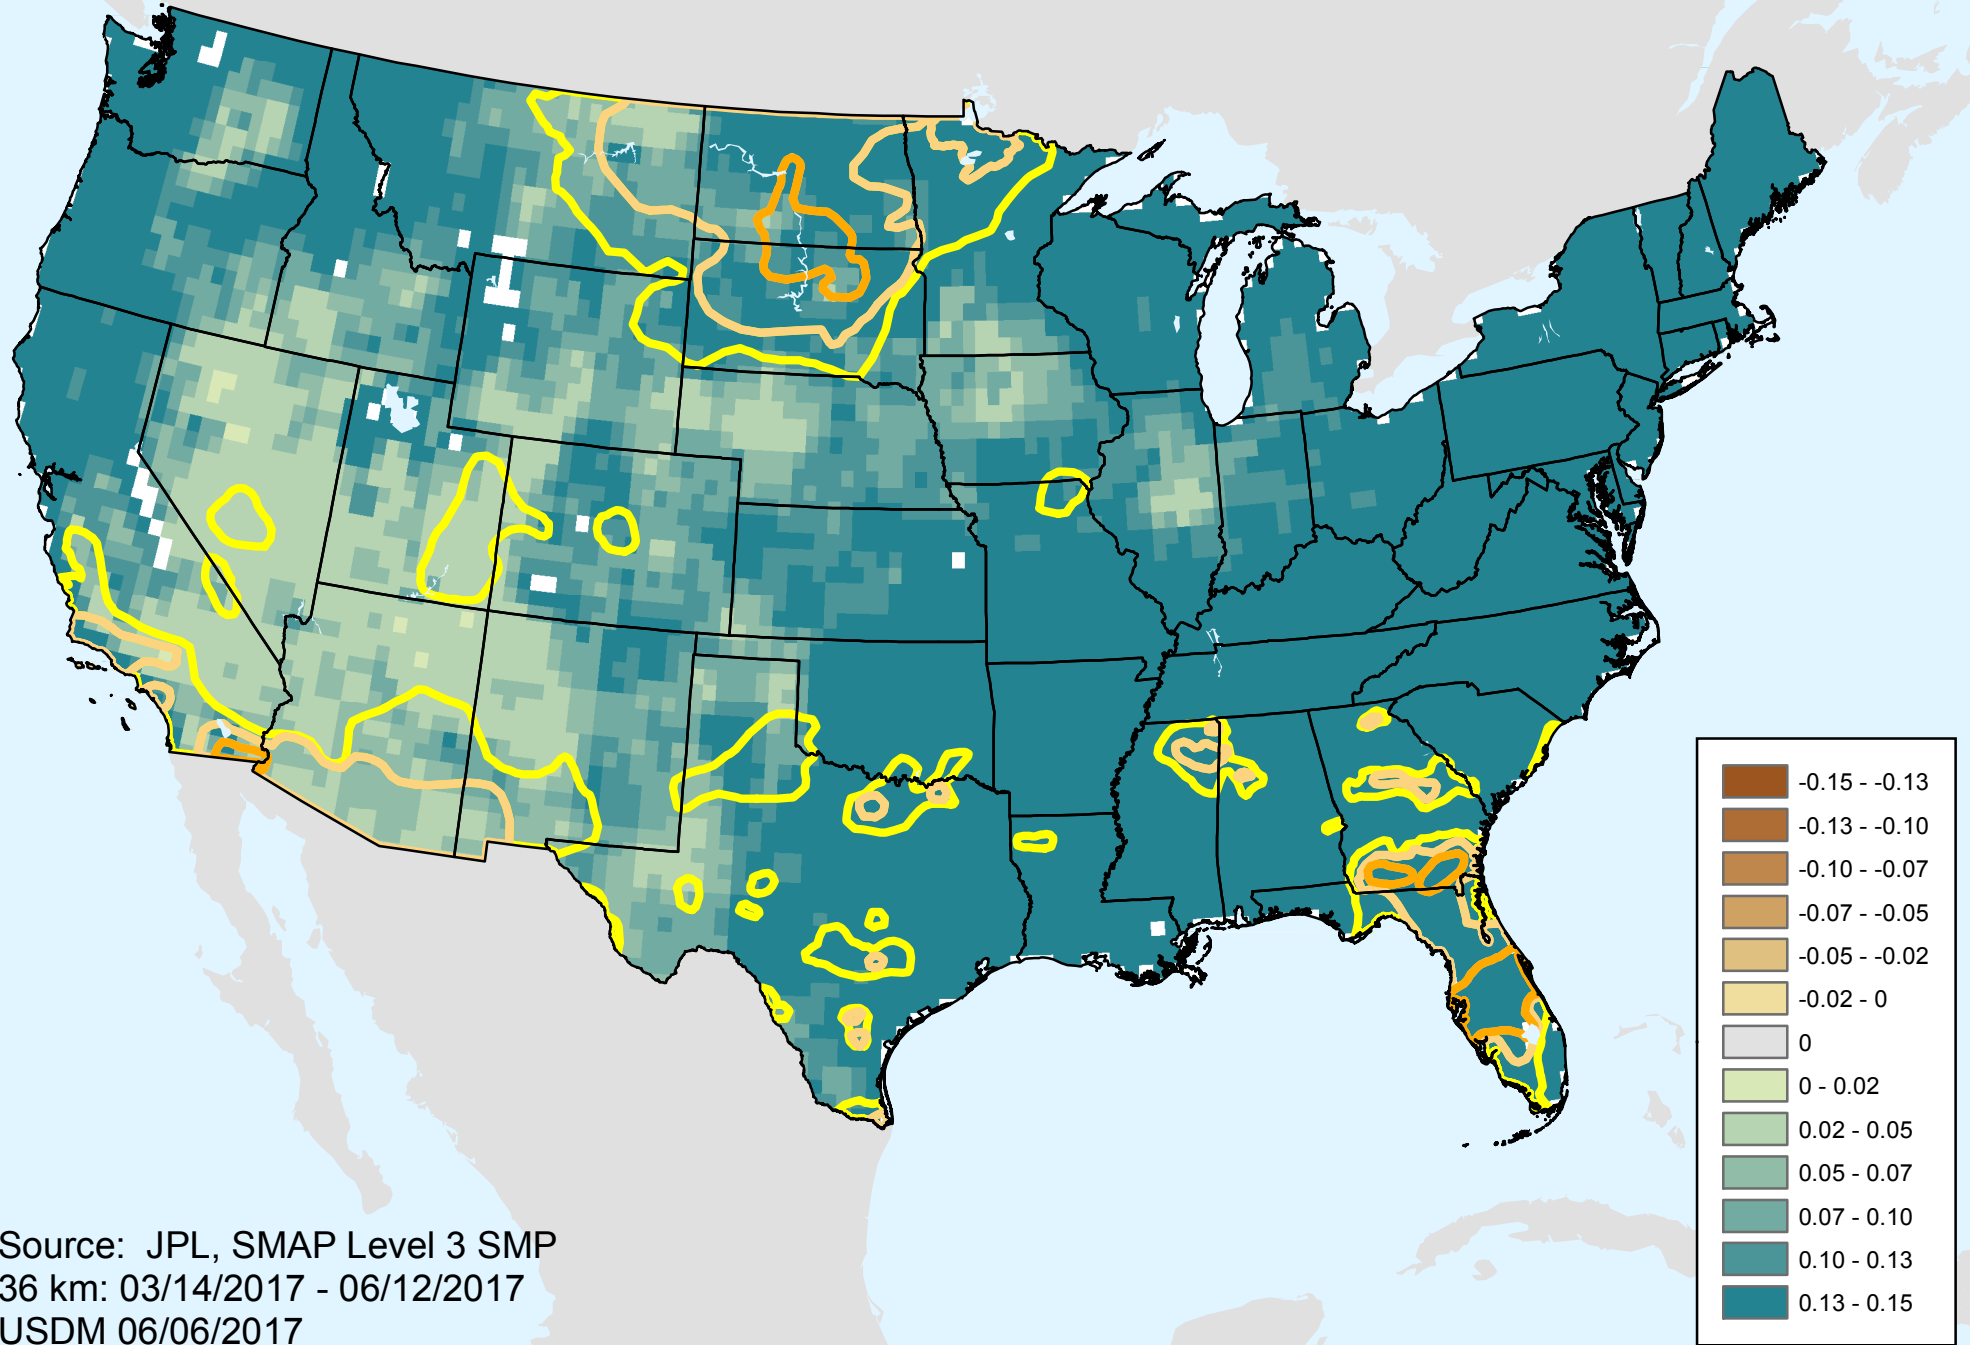 -0.15 - -0.13
-0.13 - -0.10
-0.10 - -0.07
-0.07 - -0.05
-0.05 - -0.02
-0.02 - 0
0
0 - 0.02
0.02 - 0.05
0.05 - 0.07
0.07 - 0.10
0.10 - 0.13
0.13 - 0.15
Source:  JPL, SMAP Level 3 SMP
36 km: 03/14/2017 - 06/12/2017
USDM 06/06/2017